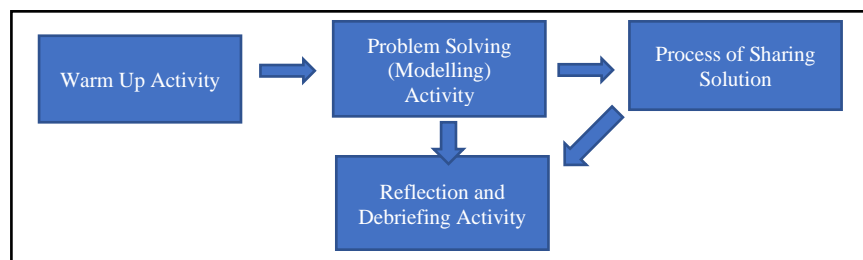 Warm Up Activity
Problem Solving
(Modelling)
Activity
Process of Sharing
Solution
Reflection and
Debriefing Activity